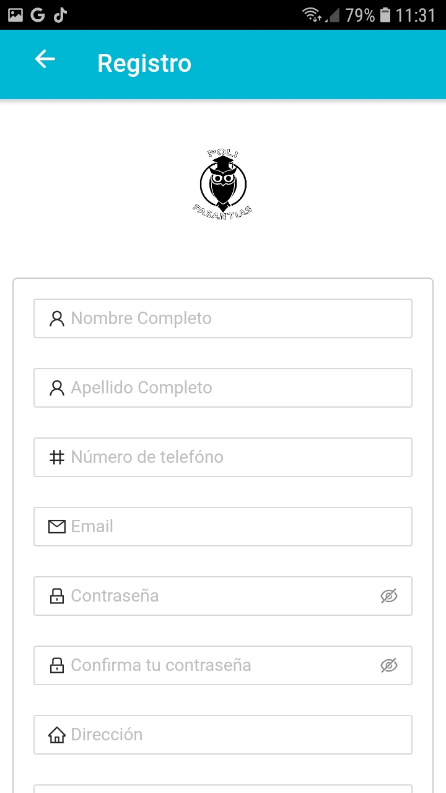 79% 11:31
Registro
POLI
PASANTIAS
Nombre Completo
Apellido Completo
Número de telefóno
Email
Contraseña
Confirma tu contraseña
Dirección